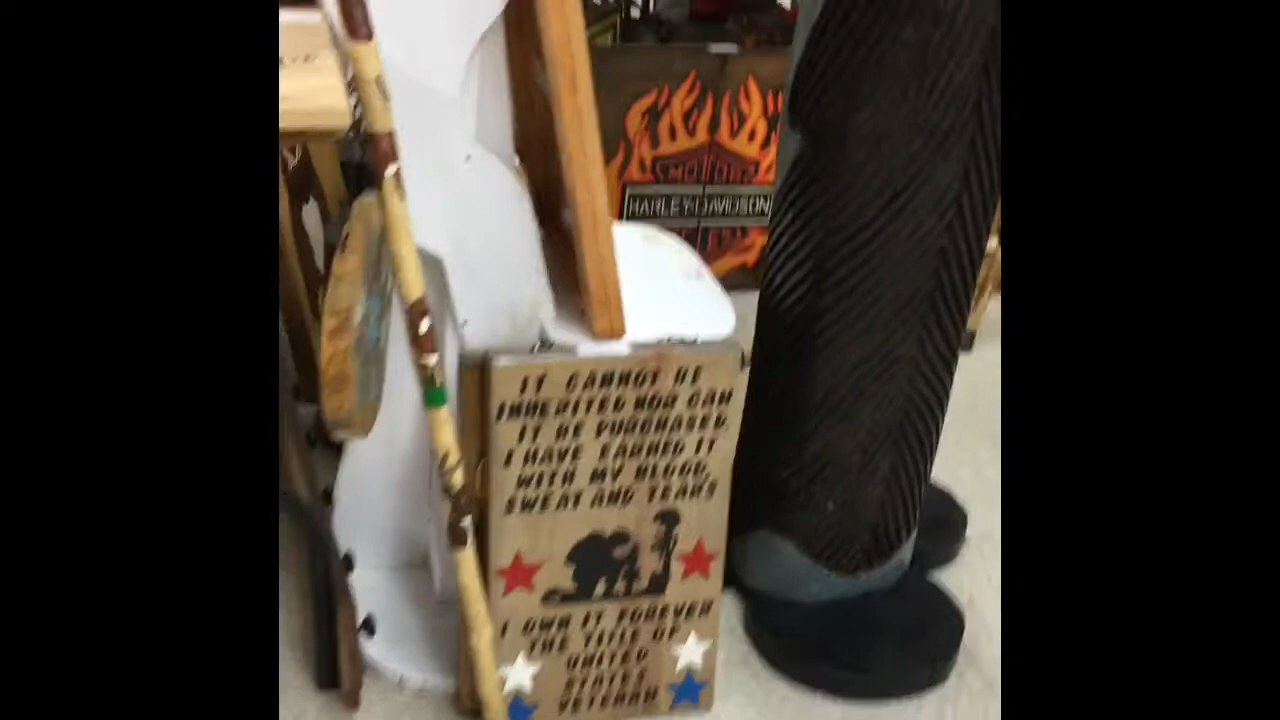 MOTOR
HARLEY-DAVIDSON
IT CANNOT BE
INHERITED NOR CAN
IT BE PURCHASED.
I HAVE EARNED IT
WITH MY BLOOD,
SWEAT AND TEARS
I OWN IT FOREVER
THE TITLE OF
UNITED
STATES
VETERAN